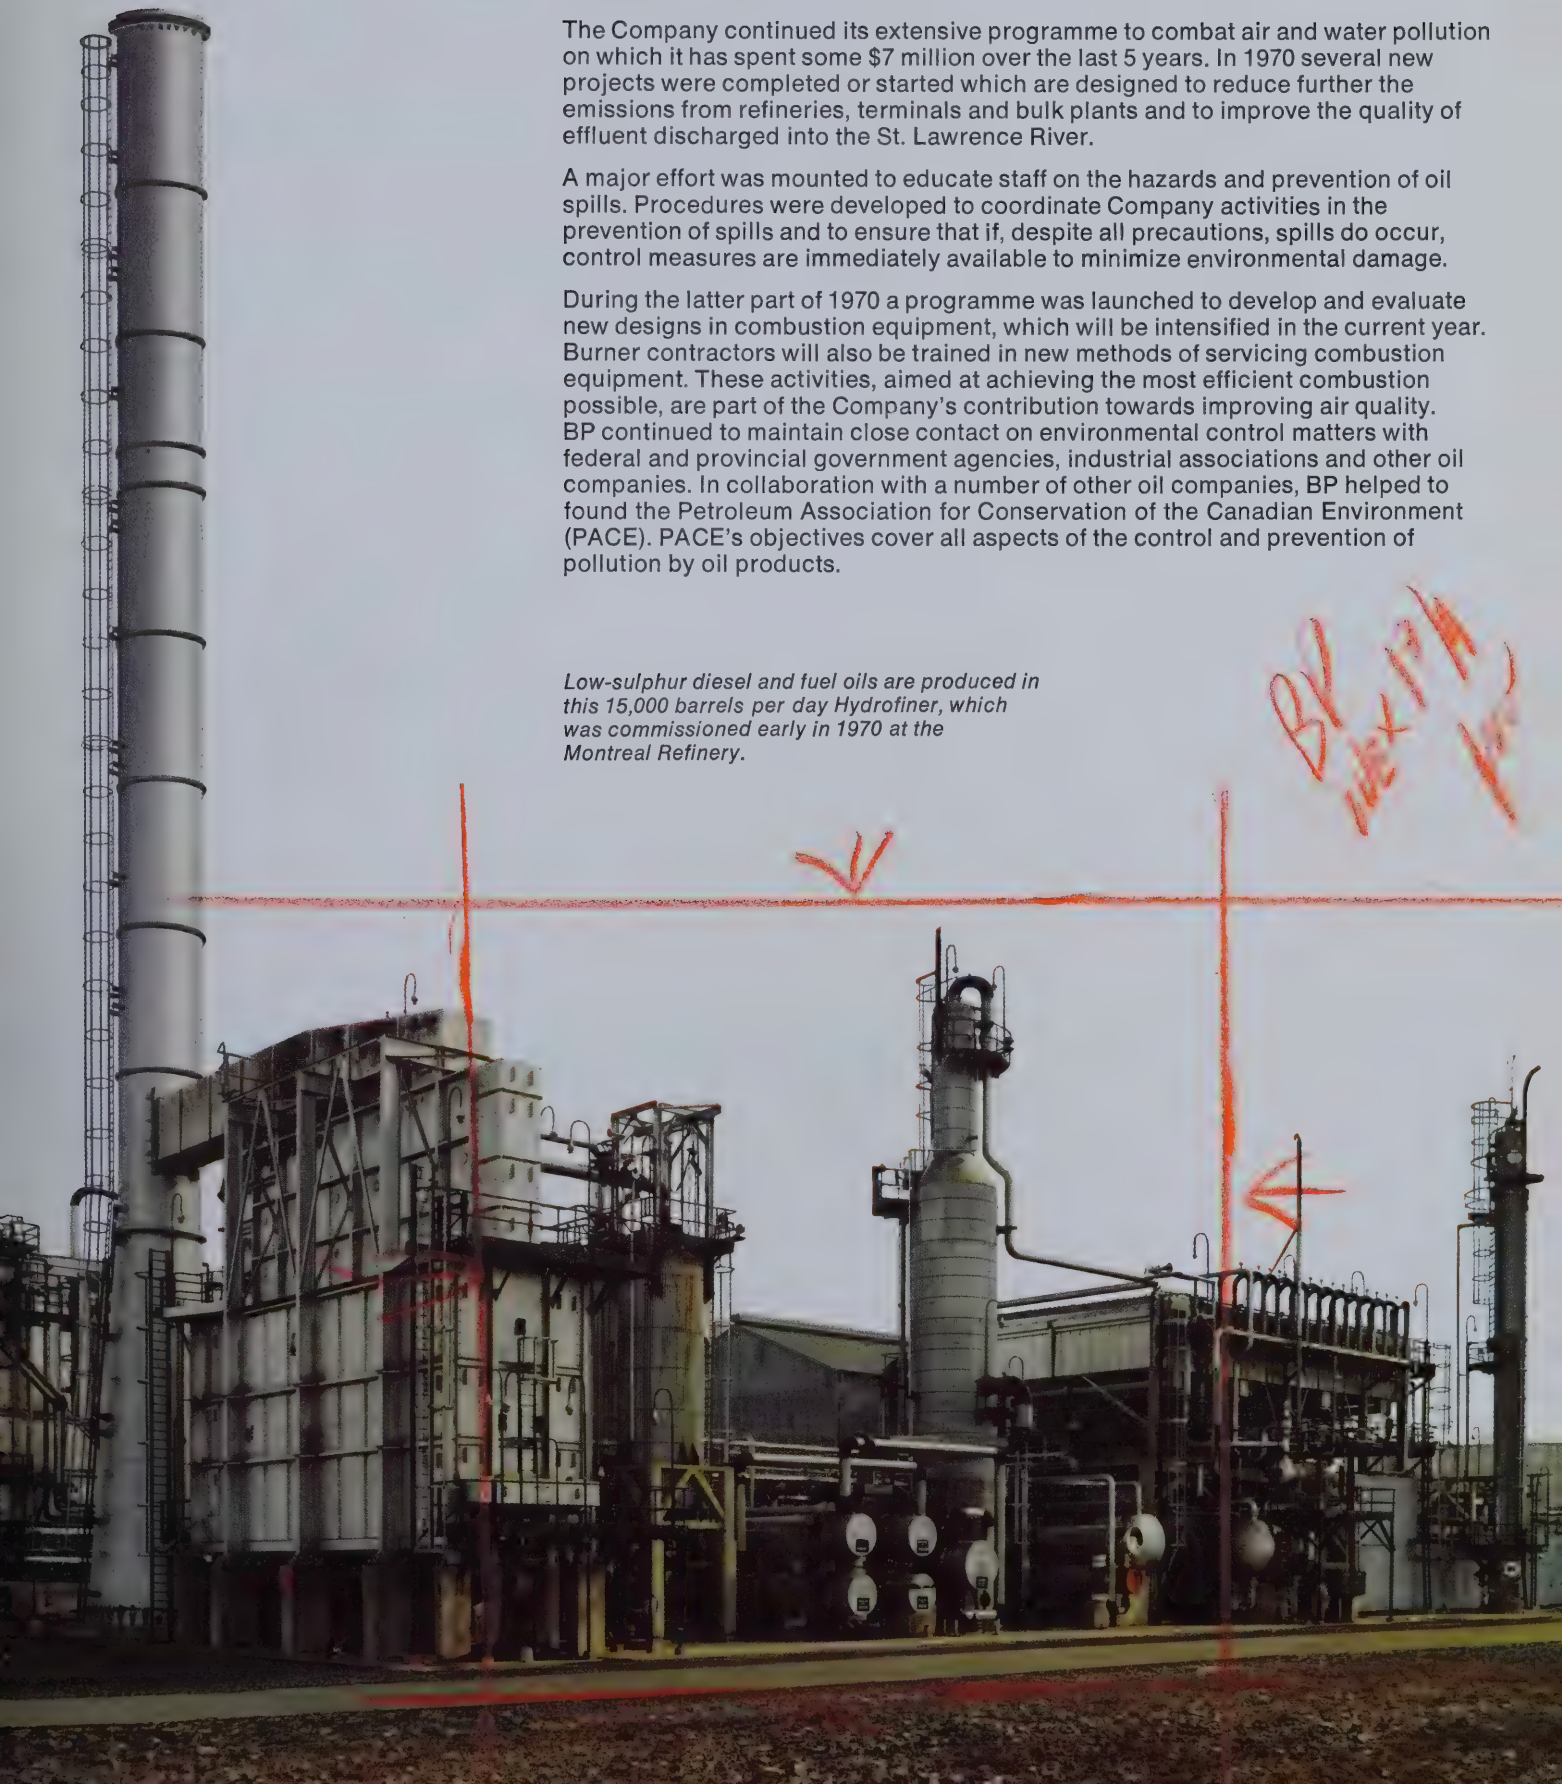 The Company continued its extensive programme to combat air and water pollution
on which it has spent some $7 million over the last 5 years. In 1970 several new
projects were completed or started which are designed to reduce further the
emissions from refineries, terminals and bulk plants and to improve the quality of
effluent discharged into the St. Lawrence River.
A major effort was mounted to educate staff on the hazards and prevention of oil
spills. Procedures were developed to coordinate Company activities in the
prevention of spills and to ensure that if, despite all precautions, spills do occur,
control measures are immediately available to minimize environmental damage.
During the latter part of 1970 a programme was launched to develop and evaluate
new designs in combustion equipment, which will be intensified in the current year.
Burner contractors will also be trained in new methods of servicing combustion
equipment. These activities, aimed at achieving the most efficient combustion
possible, are part of the Company's contribution towards improving air quality.
BP continued to maintain close contact on environmental control matters with
federal and provincial government agencies, industrial associations and other oil
companies. In collaboration with a number of other oil companies, BP helped to
found the Petroleum Association for Conservation of the Canadian Environment
(PACE). PACE's objectives cover all aspects of the control and prevention of
pollution by oil products.
Low-sulphur diesel and fuel oils are produced in
this 15,000 barrels per day Hydrofiner, which
was commissioned early in 1970 at the
Montreal Refinery.
BP